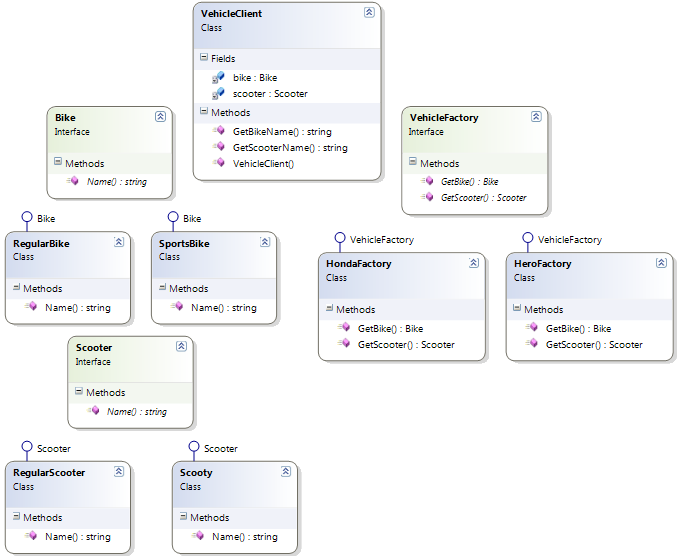 VehicleClient
Class
Fields
bike : Bike
scooter : Scooter
Methods
GetBikeName() : string
GetScooterName() : string
VehicleClient()
Bike
Interface
Methods
Name() : string
VehicleFactory
Interface
Methods
GetBike() : Bike
GetScooter() : Scooter
Bike
RegularBike
Class
Methods
Name() : string
Bike
SportsBike
Class
Methods
Name() : string
VehicleFactory
HondaFactory
Class
Methods
GetBike() : Bike
GetScooter() : Scooter
VehicleFactory
HeroFactory
Class
Methods
GetBike() : Bike
GetScooter() : Scooter
Scooter
Interface
Methods
Name() : string
Scooter
RegularScooter
Class
Methods
Name() : string
Scooter
Scooty
Class
Methods
Name() : string